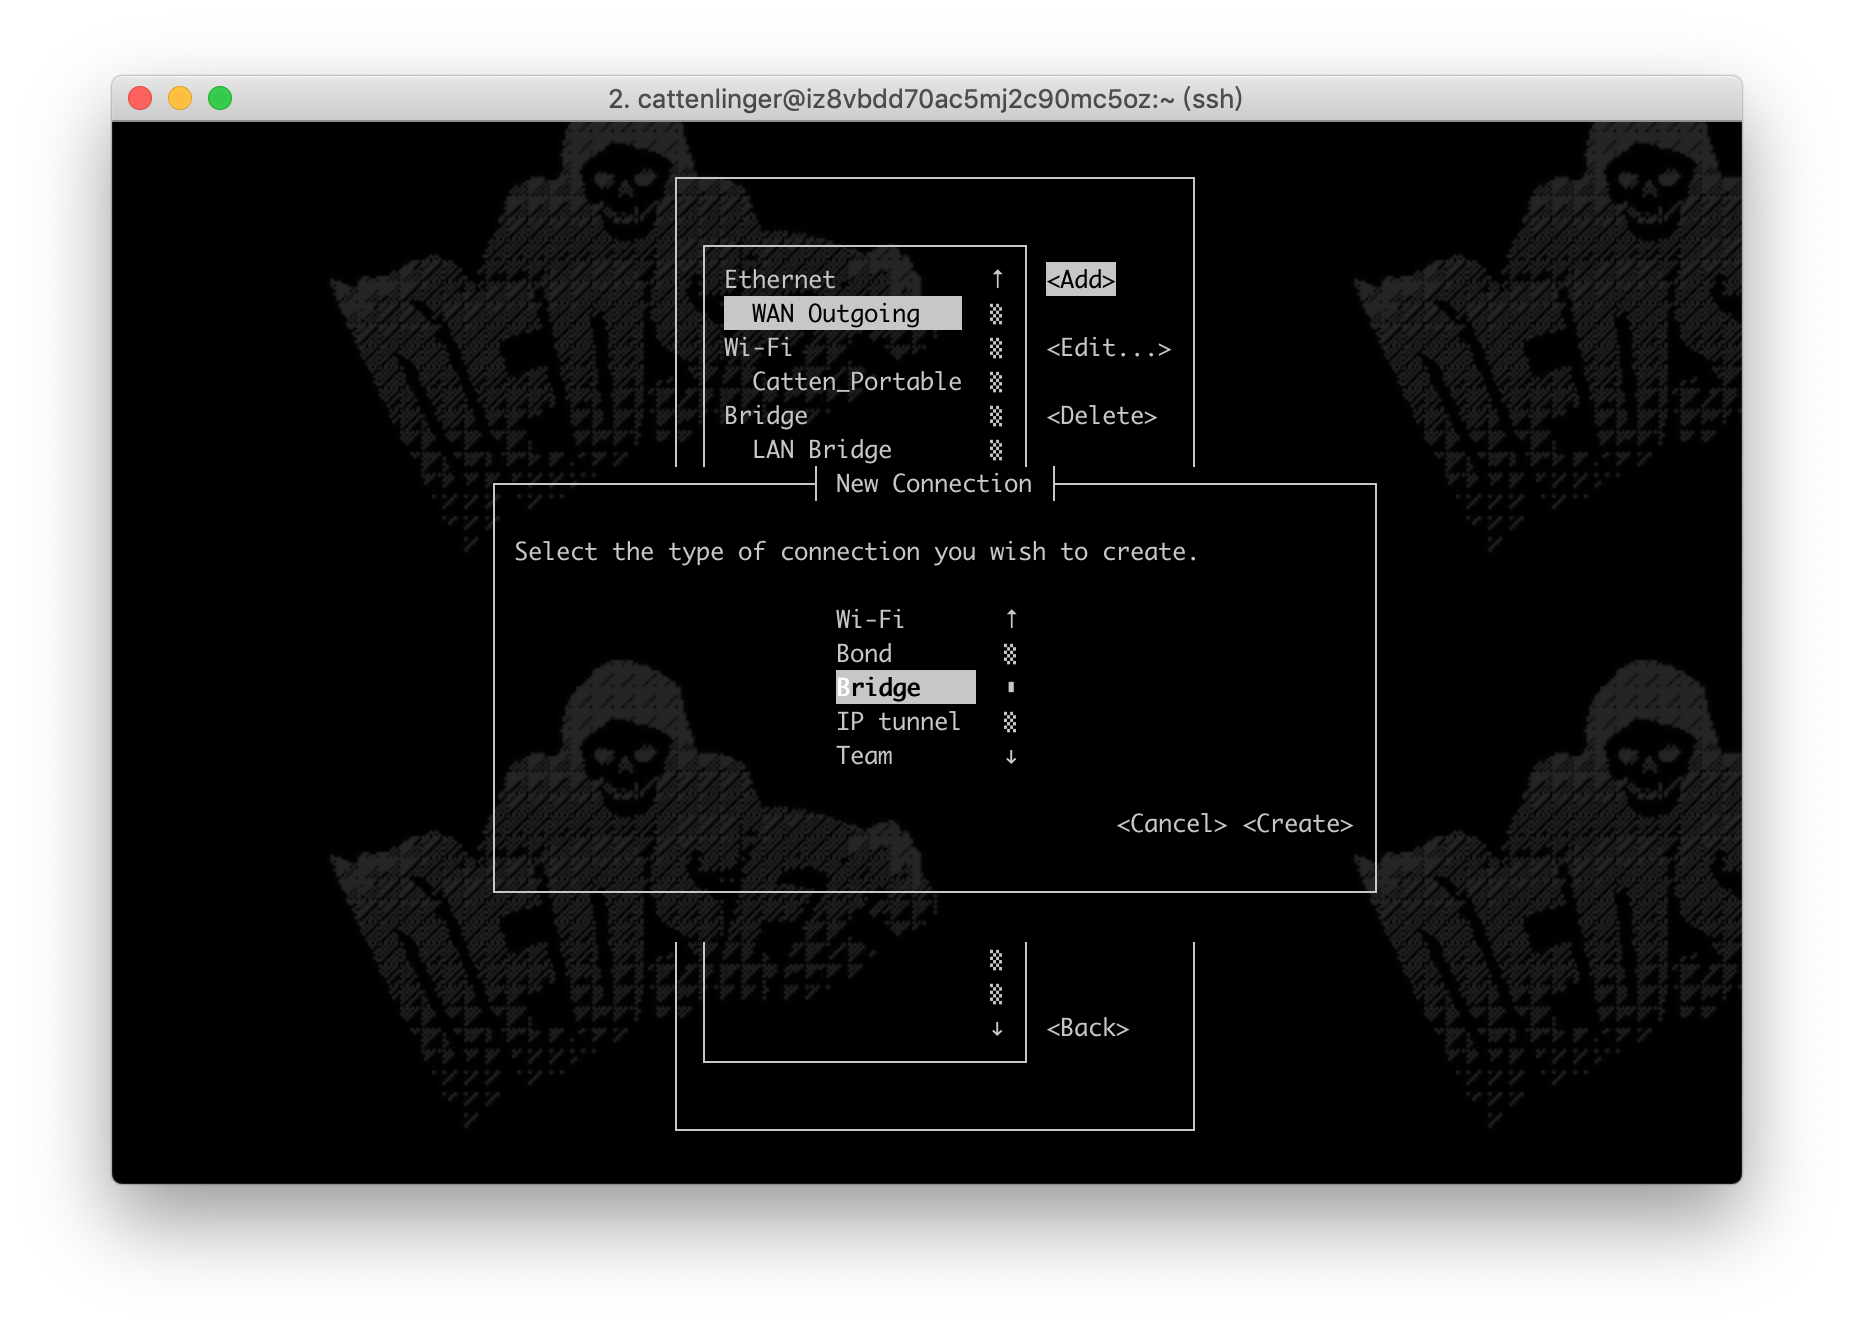 2. cattenlinger@iz8vbdd70ac5mj2c90mc5oz:~ (ssh)
Ethernet ↑ <Add>
WAN Outgoing
Wi-Fi <Edit...>
Catten_Portable
Bridge <Delete>
LAN Bridge
New Connection
Select the type of connection you wish to create.
Wi-Fi ↑
Bond
Bridge
IP tunnel
Team ↓
<Cancel> <Create>
↓ <Back>